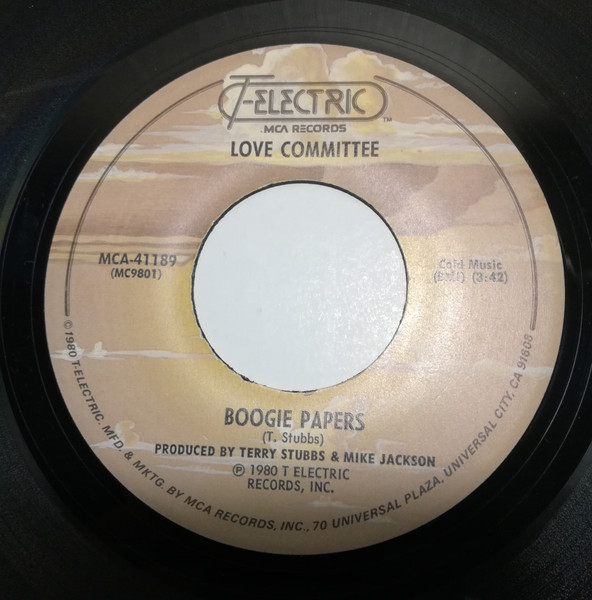 T-ELECTRIC
TM
MCA RECORDS
LOVE COMMITTEE
MCA-41189
(MC9801)
Cald Music
(3:42)
BOOGIE PAPERS
(T. Stubbs)
PRODUCED BY TERRY STUBBS & MIKE JACKSON
℗ 1980 T ELECTRIC
RECORDS, INC.
© 1980 T-ELECTRIC. MFD. & MKTG. BY MCA RECORDS, INC., 70 UNIVERSAL PLAZA, UNIVERSAL CITY, CA 91608